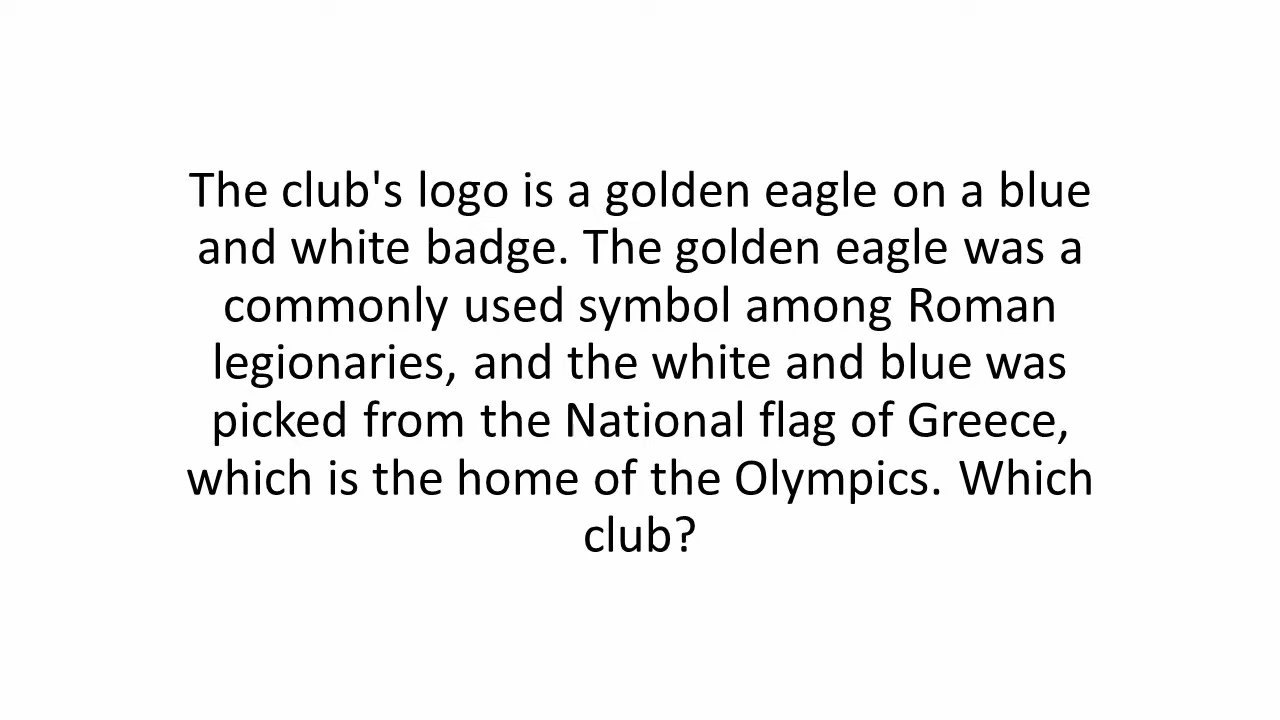 The club's logo is a golden eagle on a blue
and white badge. The golden eagle was a
commonly used symbol among Roman
legionaries, and the white and blue was
picked from the National flag of Greece,
which is the home of the Olympics. Which
club?